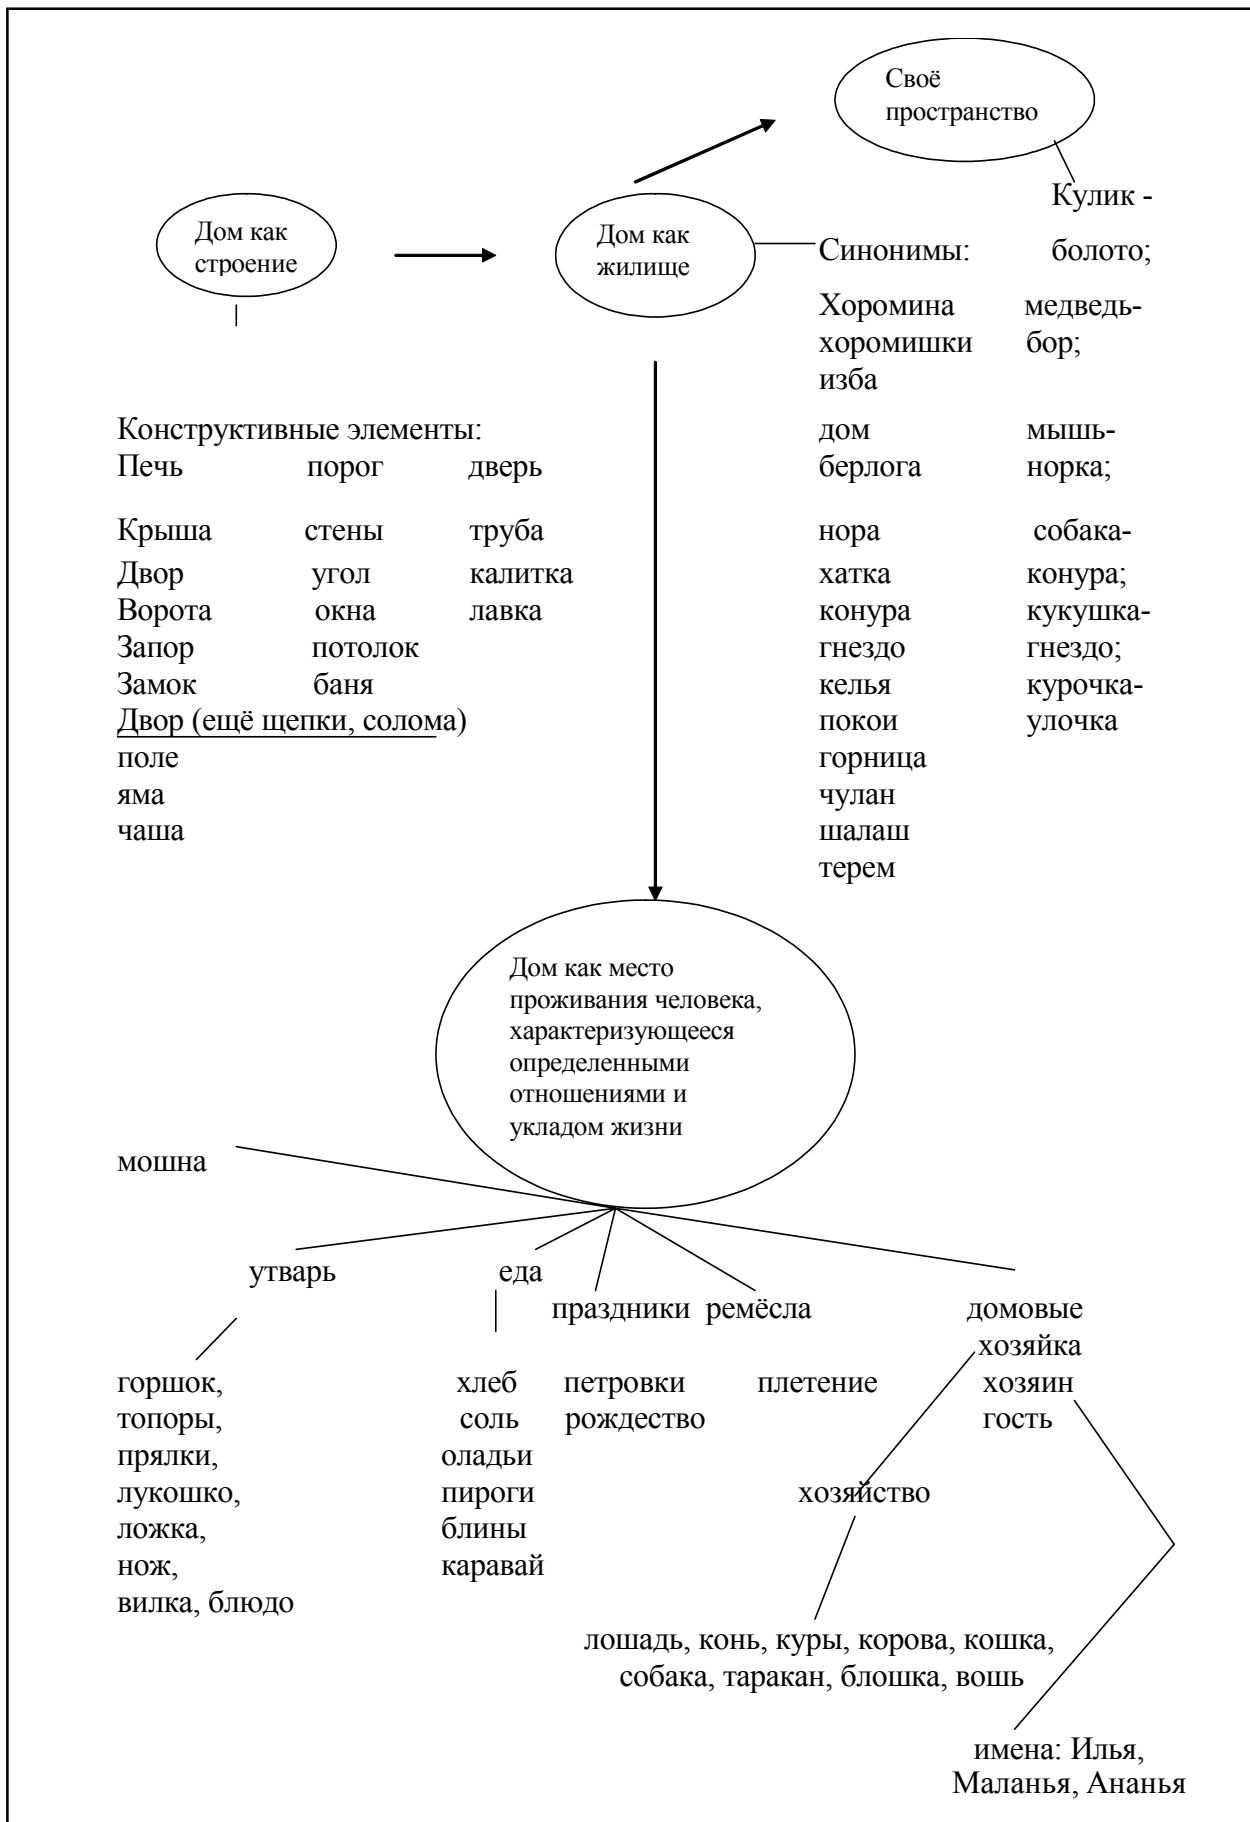 Своё
пространство
Кулик -
Дом как
строение
Дом как
жилище
Синонимы: болото;
Хоромина медведь-
хоромишки бор;
изба
Конструктивные элементы:
Печь порог дверь
Крыша стены труба
Двор угол калитка
Ворота окна лавка
Запор потолок
Замок баня
Двор (ещё щепки, солома)
поле
яма
чаша
дом мышь-
берлога норка;
нора собака-
хатка конура;
конура кукушка-
гнездо гнездо;
келья курочка-
покои улочка
горница
чулан
шалаш
терем
Дом как место
проживания человека,
характеризующееся
определенными
отношениями и
укладом жизни
мошна
утварь еда
праздники ремёсла домовые
хозяйка
горшок, хлеб петровки плетение хозяин
топоры, соль рождество гость
прялки, оладьи
лукошко, пироги хозяйство
ложка, блины
нож, каравай
вилка, блюдо
лошадь, конь, куры, корова, кошка,
собака, таракан, блошка, вошь
имена: Илья,
Маланья, Ананья